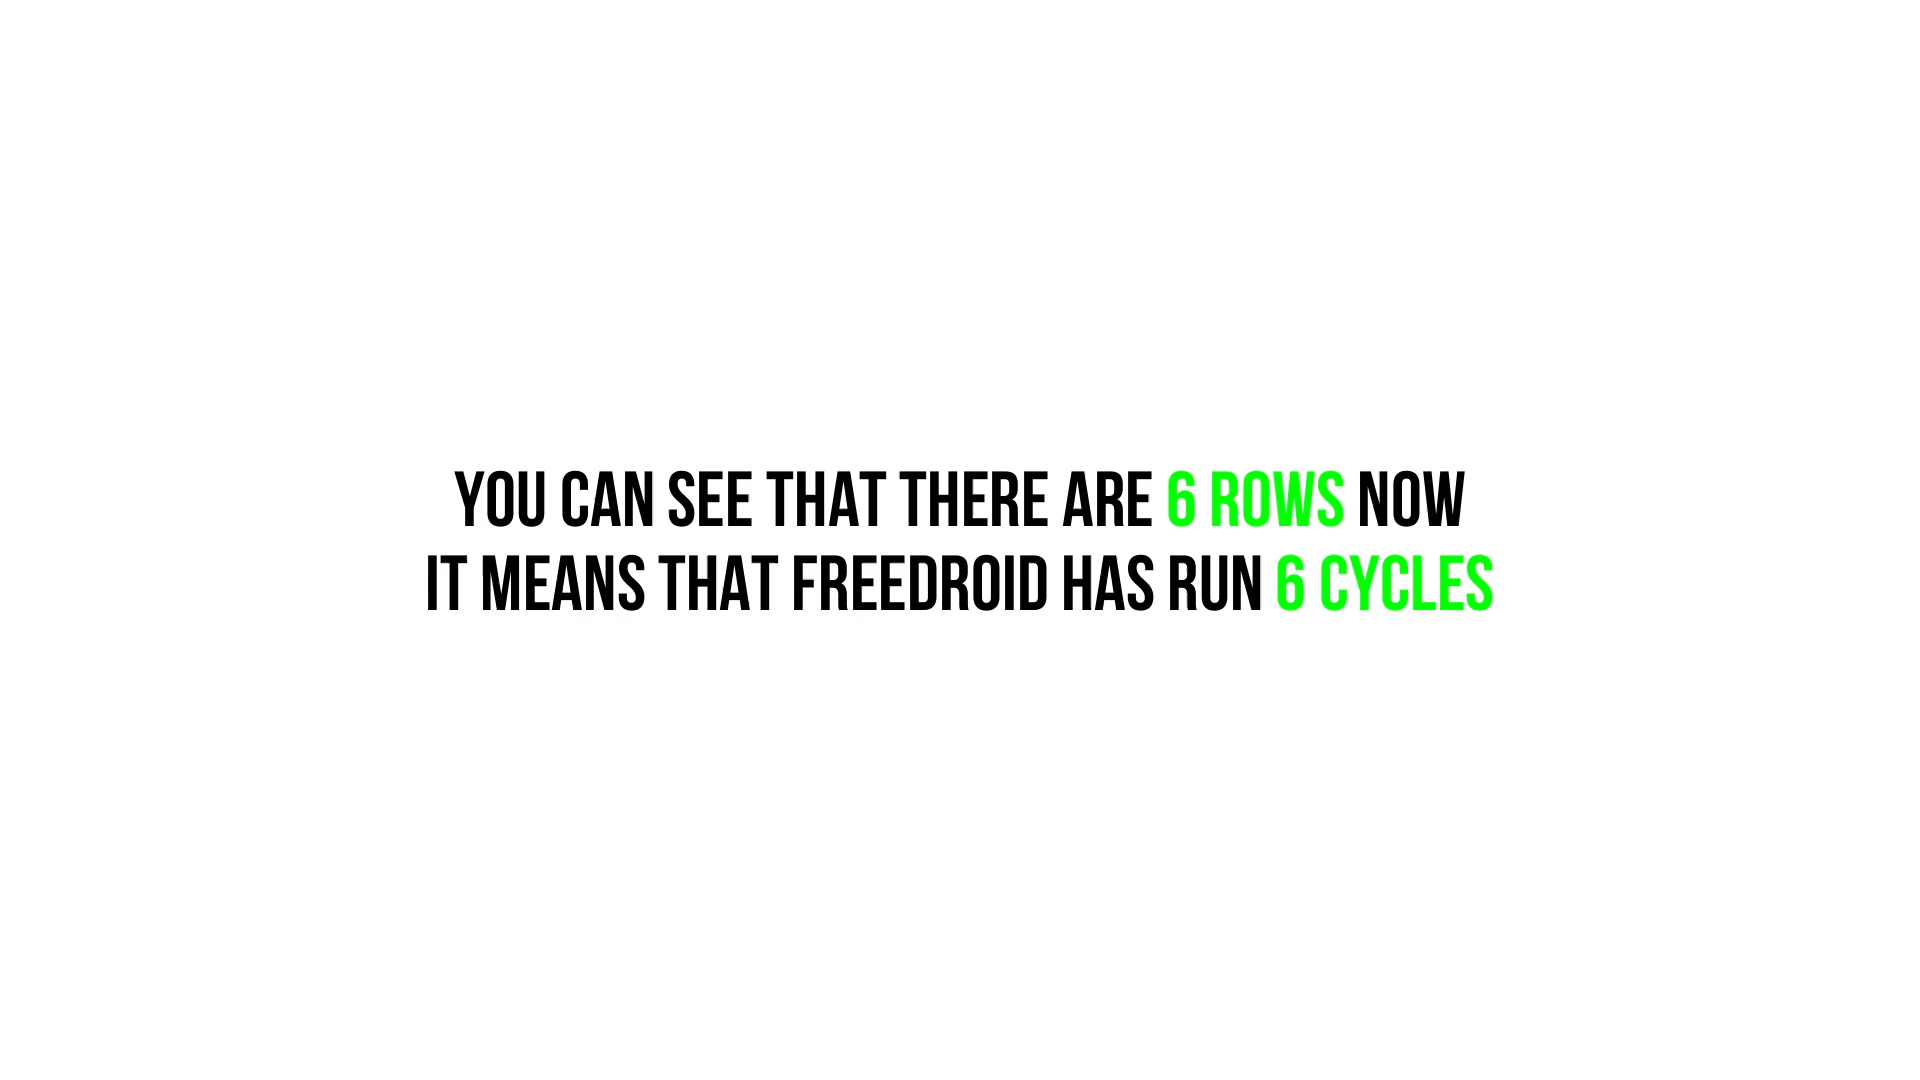 YOU CAN SEE THAT THERE ARE 6 ROWS NOW
IT MEANS THAT FREEDROID HAS RUN 6 CYCLES